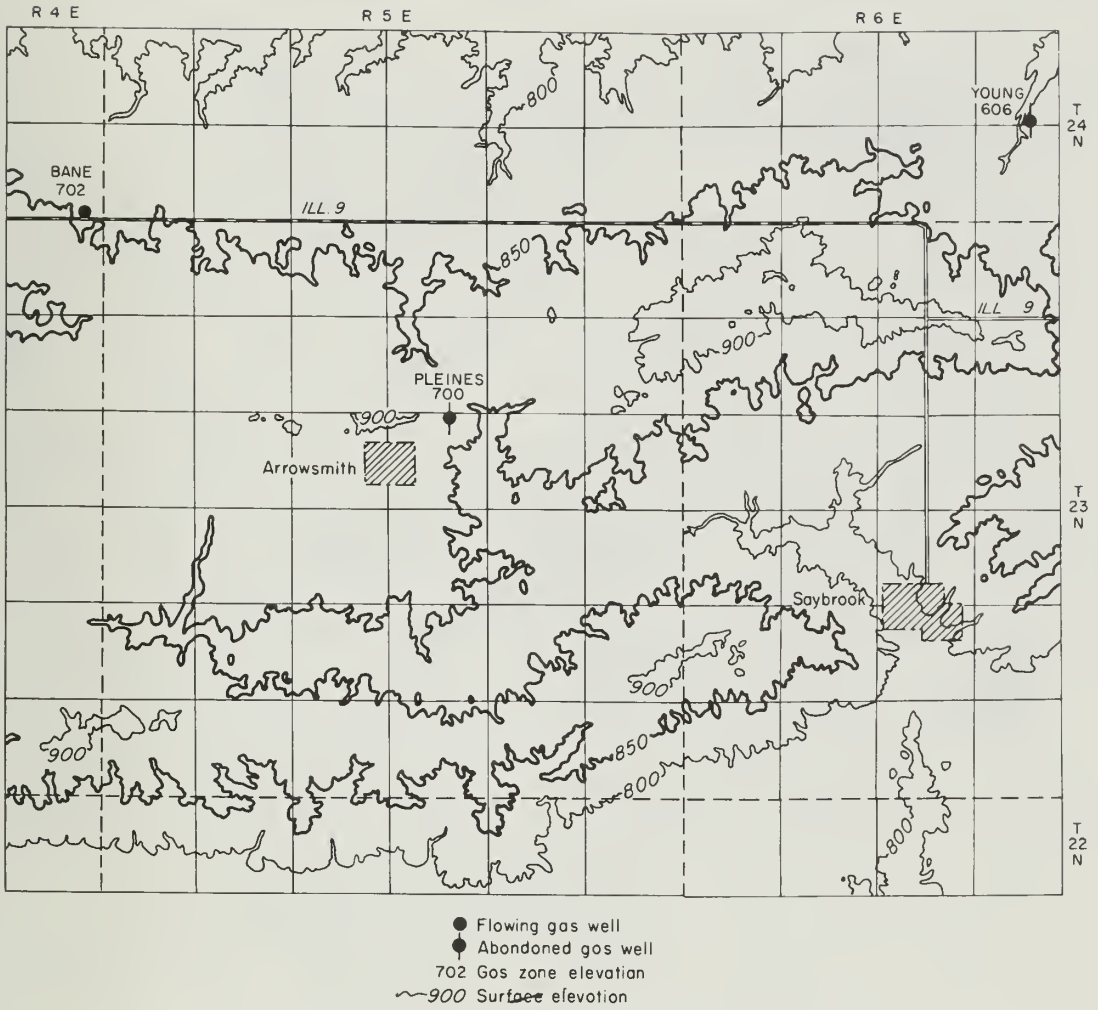 R 4 E
R 5 E
R 6 E
800
YOUNG
606
T
24
N
BANE
702
ILL. 9
850
ILL 9
900
PLEINES
700
900
Arrowsmith
T
23
N
Saybrook
900
900
850
800
800
T
22
N
Flowing gas well
Abondoned gos well
702 Gos zone elevatian
900 Surface elevotion